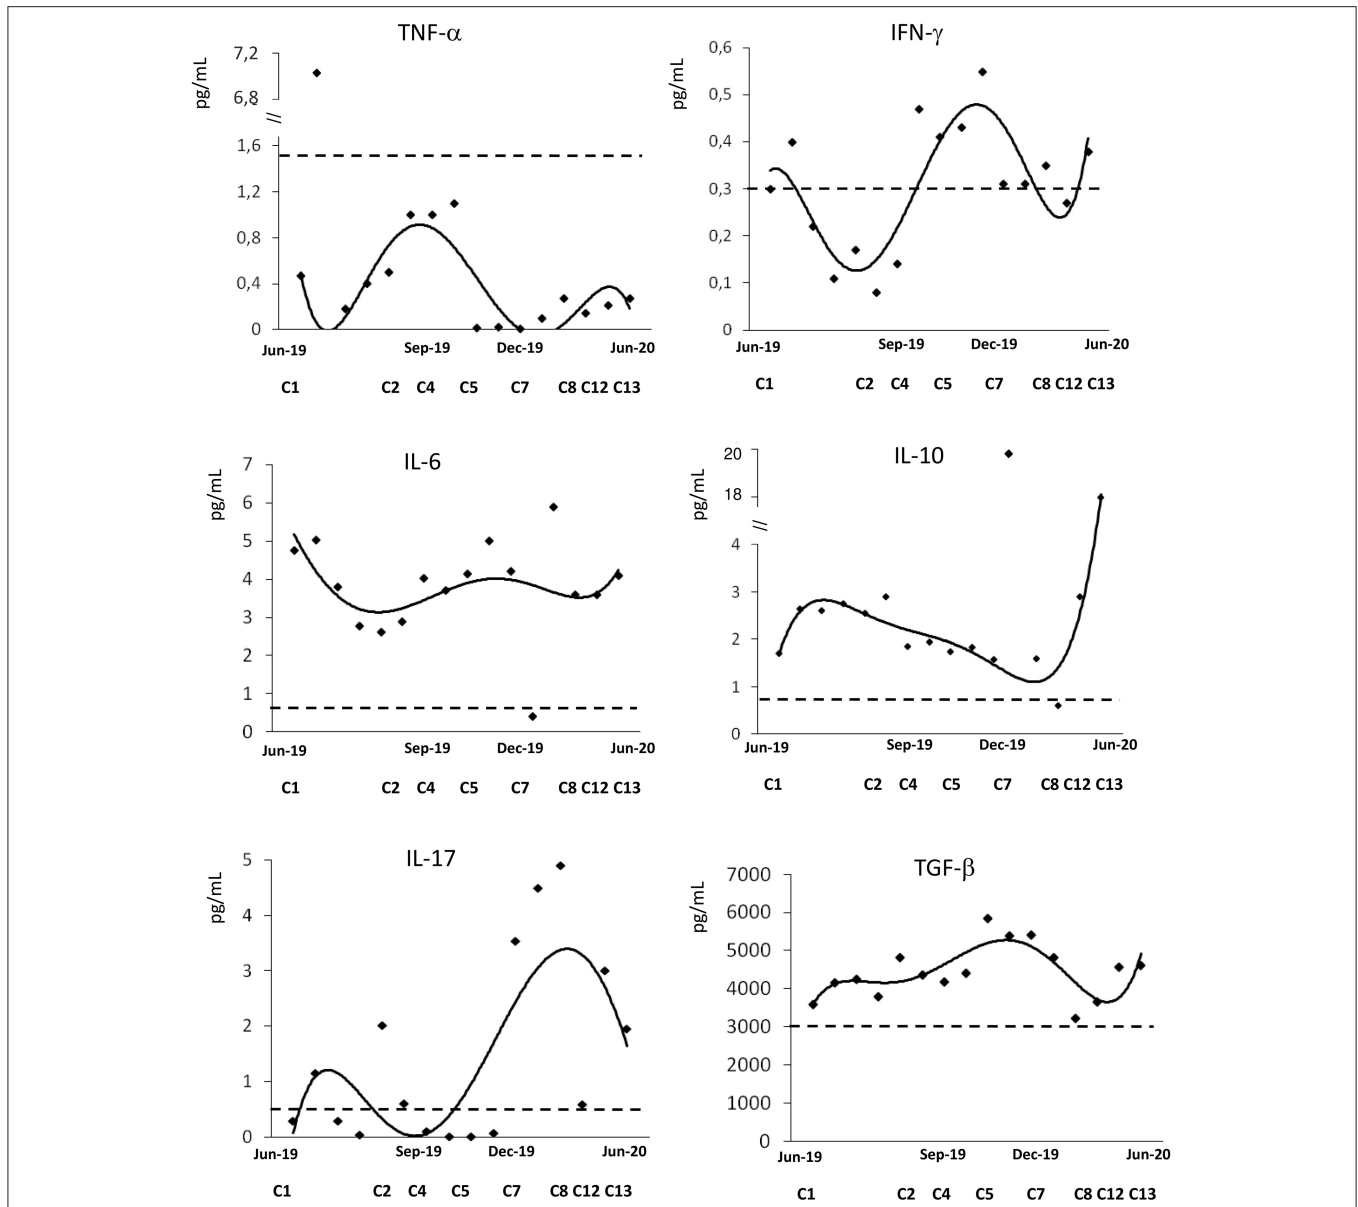 TNF-α
pg/mL
7,2
6,8
//
1,6
1,2
0,8
0,4
0
Jun-19 Sep-19 Dec-19 Jun-20
C1 C2 C4 C5 C7 C8 C12 C13
IFN-γ
pg/mL
0,6
0,5
0,4
0,3
0,2
0,1
0
Jun-19 Sep-19 Dec-19 Jun-20
C1 C2 C4 C5 C7 C8 C12 C13
IL-6
pg/mL
7
6
5
4
3
2
1
0
Jun-19 Sep-19 Dec-19 Jun-20
C1 C2 C4 C5 C7 C8 C12 C13
IL-10
pg/mL
20
18
//
4
3
2
1
0
Jun-19 Sep-19 Dec-19 Jun-20
C1 C2 C4 C5 C7 C8 C12 C13
IL-17
pg/mL
5
4
3
2
1
0
Jun-19 Sep-19 Dec-19 Jun-20
C1 C2 C4 C5 C7 C8 C12 C13
TGF-β
pg/mL
7000
6000
5000
4000
3000
2000
1000
0
Jun-19 Sep-19 Dec-19 Jun-20
C1 C2 C4 C5 C7 C8 C12 C13